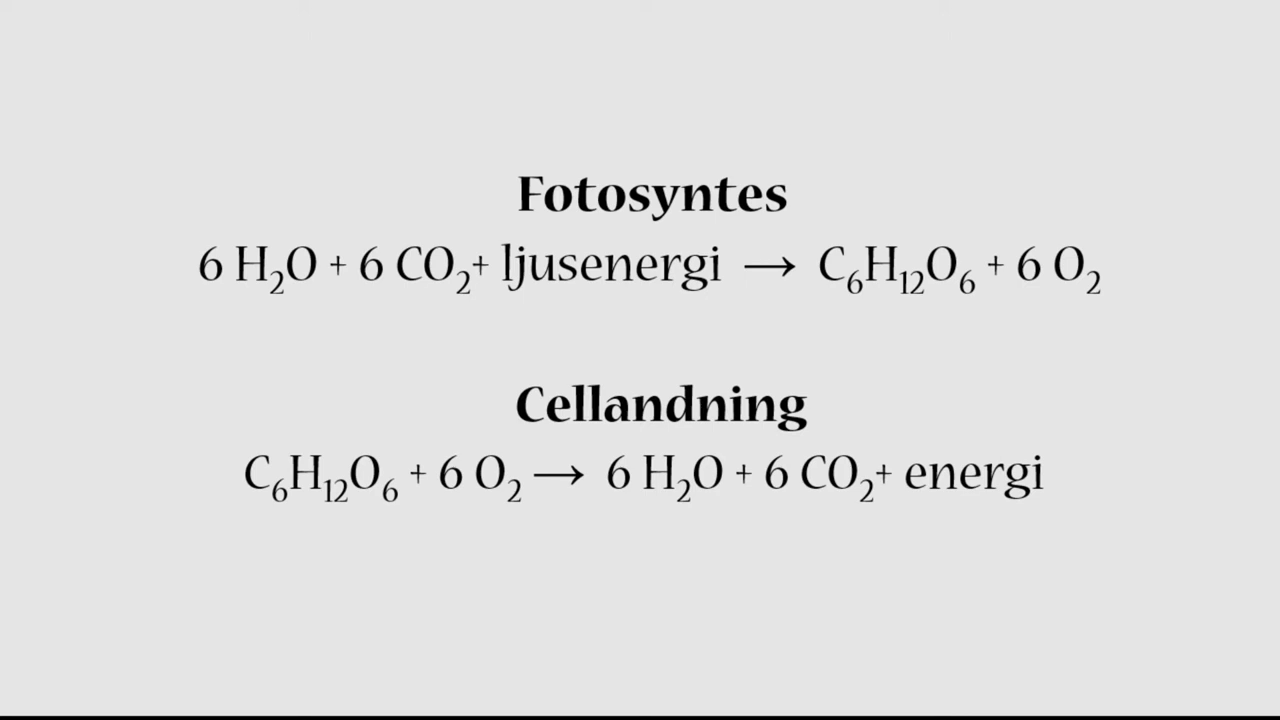 Fotosyntes
6 H₂O + 6 CO₂+ ljusenergi → C₆H₁₂O₆ + 6 O₂
Cellandning
C₆H₁₂O₆ + 6 O₂ → 6 H₂O + 6 CO₂+ energi